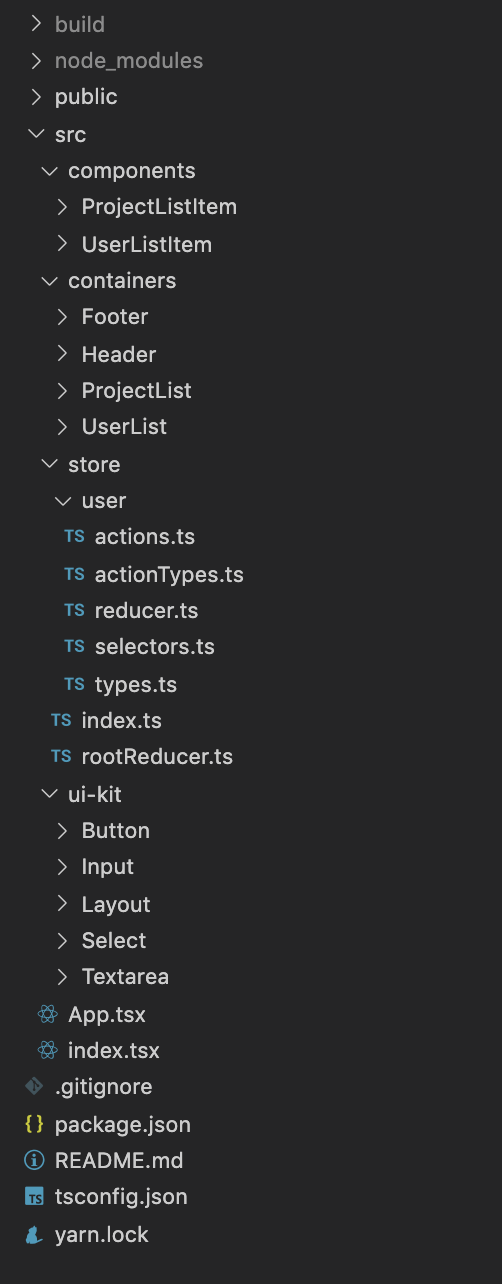 build
node_modules
public
src
components
ProjectListItem
UserListItem
containers
Footer
Header
ProjectList
UserList
store
user
TS actions.ts
TS actionTypes.ts
TS reducer.ts
TS selectors.ts
TS types.ts
TS index.ts
TS rootReducer.ts
ui-kit
Button
Input
Layout
Select
Textarea
App.tsx
index.tsx
.gitignore
{} package.json
README.md
TS tsconfig.json
yarn.lock